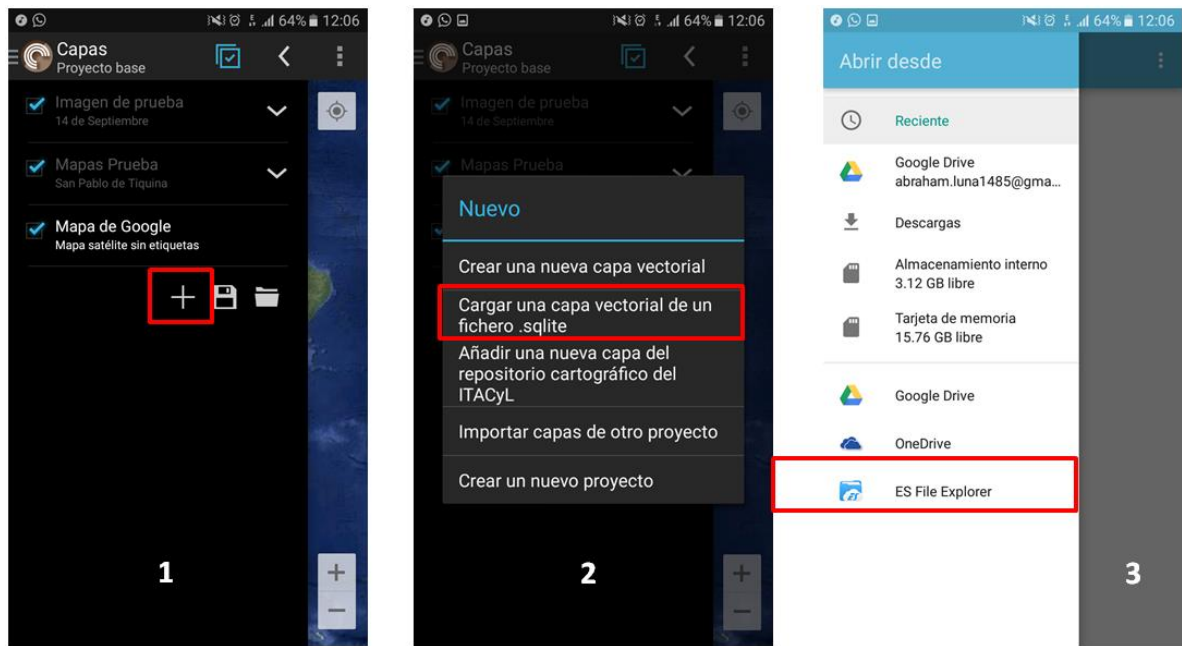 64% 12:06
Capas
Proyecto base
Imagen de prueba
14 de Septiembre
Mapas Prueba
San Pablo de Tiquina
Mapa de Google
Mapa satélite sin etiquetas
1
64% 12:06
Capas
Proyecto base
Imagen de prueba
14 de Septiembre
Mapas Prueba
Nuevo
Crear una nueva capa vectorial
Cargar una capa vectorial de un
fichero .sqlite
Añadir una nueva capa del
repositorio cartográfico del
ITACyL
Importar capas de otro proyecto
Crear un nuevo proyecto
2
64% 12:06
Abrir desde
Reciente
Google Drive
abraham.luna1485@gma...
Descargas
Almacenamiento interno
3.12 GB libre
Tarjeta de memoria
15.76 GB libre
Google Drive
OneDrive
ES File Explorer
3